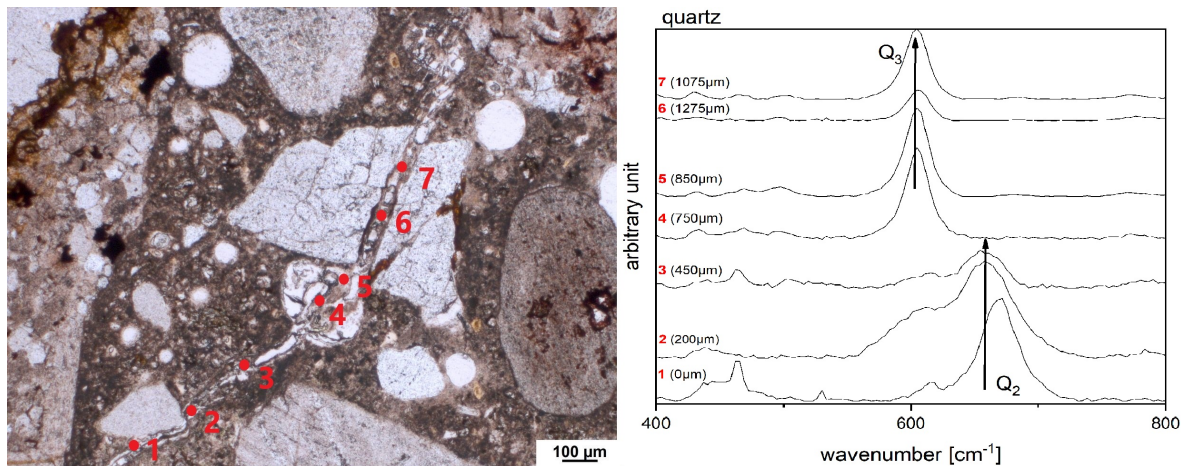 1
2
3
4
5
6
7
100 µm
quartz
Q3
7 (1075µm)
6 (1275µm)
5 (850µm)
4 (750µm)
3 (450µm)
2 (200µm)
1 (0µm)
Q2
arbitrary unit
400 600 800
wavenumber [cm-1]